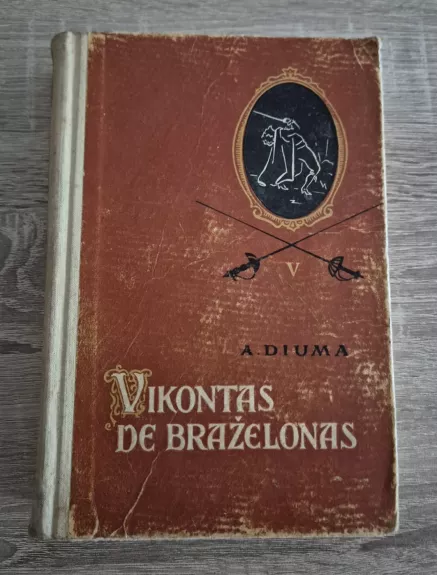 V
A. DIUMA
VIKONTAS
DE BRAŽELONAS